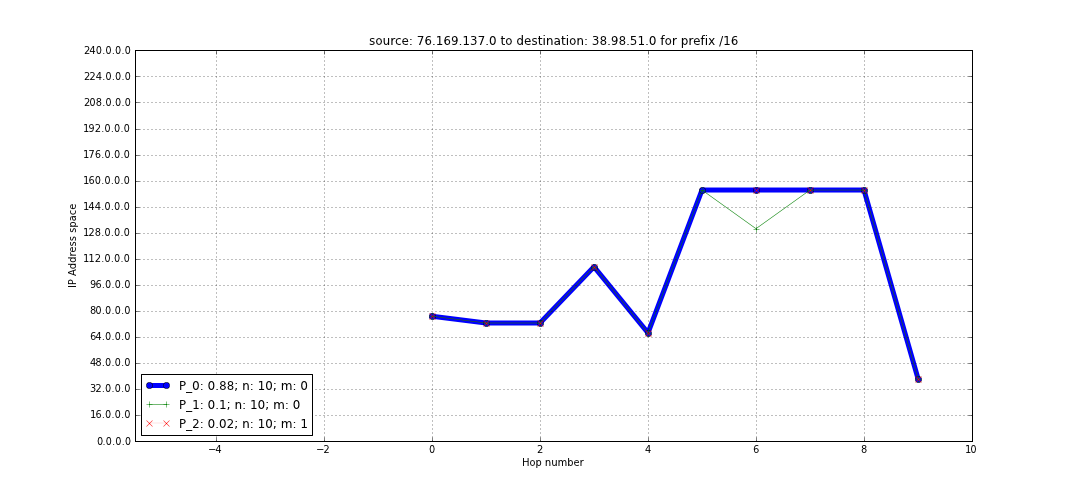 source: 76.169.137.0 to destination: 38.98.51.0 for prefix /16
240.0.0.0
224.0.0.0
208.0.0.0
192.0.0.0
176.0.0.0
160.0.0.0
144.0.0.0
128.0.0.0
112.0.0.0
96.0.0.0
80.0.0.0
64.0.0.0
48.0.0.0
32.0.0.0
16.0.0.0
0.0.0.0
IP Address space
P_0: 0.88; n: 10; m: 0
P_1: 0.1; n: 10; m: 0
P_2: 0.02; n: 10; m: 1
−4 −2 0 2 4 6 8 10
Hop number